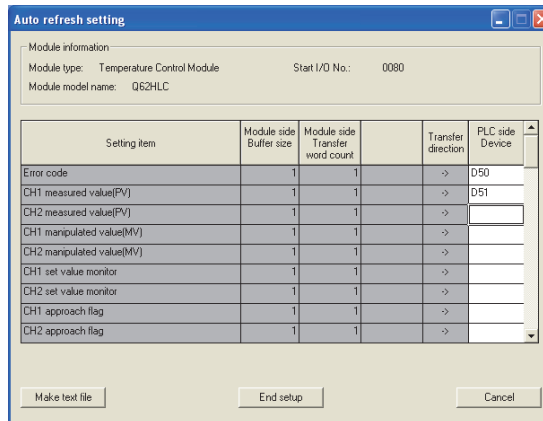 Auto refresh setting
Module information
Module type: Temperature Control Module Start I/O No.: 0080
Module model name: Q62HLC
Setting item Module side Buffer size Module side Transfer word count Transfer direction PLC side Device
Error code 1 1 -> D50
CH1 measured value(PV) 1 1 -> D51
CH2 measured value(PV) 1 1 ->
CH1 manipulated value(MV) 1 1 ->
CH2 manipulated value(MV) 1 1 ->
CH1 set value monitor 1 1 ->
CH2 set value monitor 1 1 ->
CH1 approach flag 1 1 ->
CH2 approach flag 1 1 ->
Make text file End setup Cancel